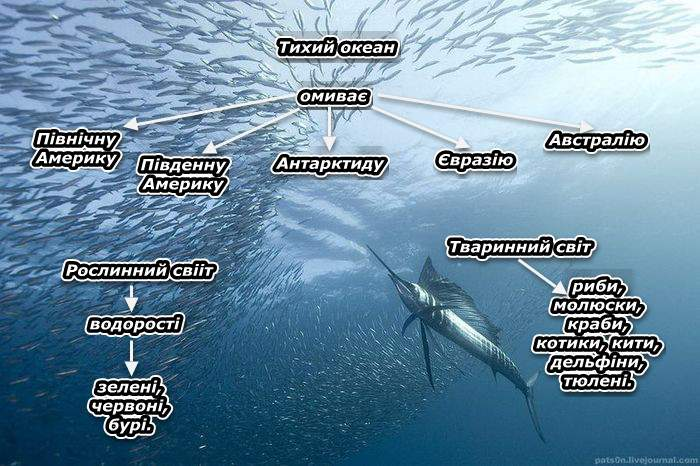 Тихий океан
омиває
Північну
Америку
Південну
Америку
Антарктиду
Євразію
Австралію
Рослинний свіїт
водорості
зелені,
червоні,
бурі.
Тваринний світ
риби,
молюски,
краби,
котики, кити,
дельфіни,
тюлені.
pats0n.livejournal.com